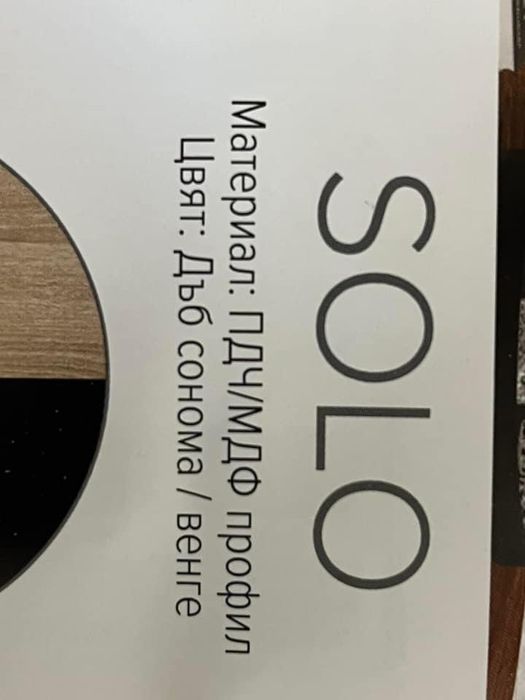 SOLO
Материал: ПДЧ/МДФ профил
Цвят: Дъб сонома / венге